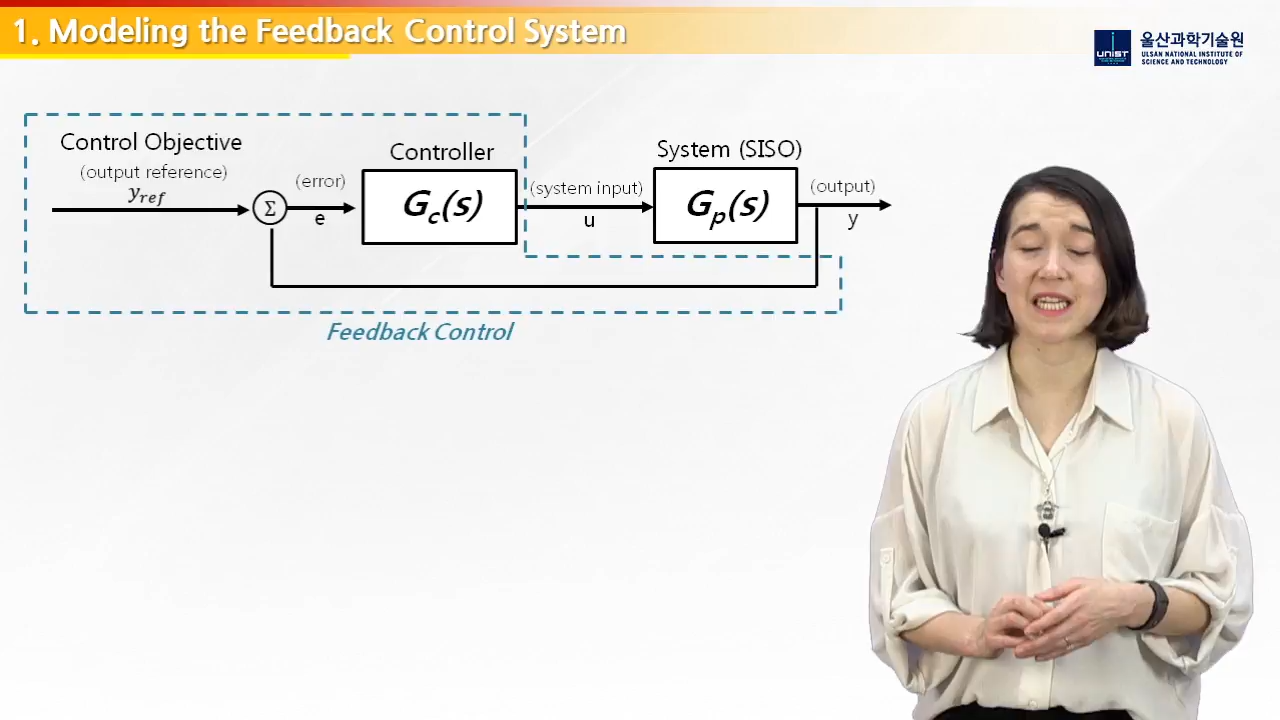 1. Modeling the Feedback Control System
UNIST
울산과학기술원
ULSAN NATIONAL INSTITUTE OF
SCIENCE AND TECHNOLOGY
Control Objective
(output reference)
y_ref
Σ
(error)
e
Controller
G_c(s)
(system input)
u
System (SISO)
G_p(s)
(output)
y
Feedback Control